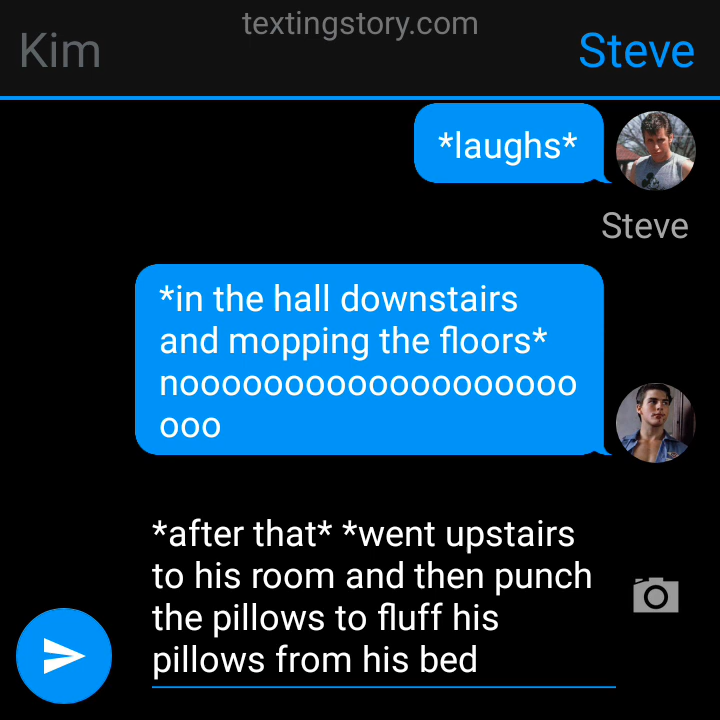 textingstory.com
Kim
Steve
*laughs*
Steve
*in the hall downstairs
and mopping the floors*
nooooooooooooooooooo
ooo
*after that* *went upstairs
to his room and then punch
the pillows to fluff his
pillows from his bed